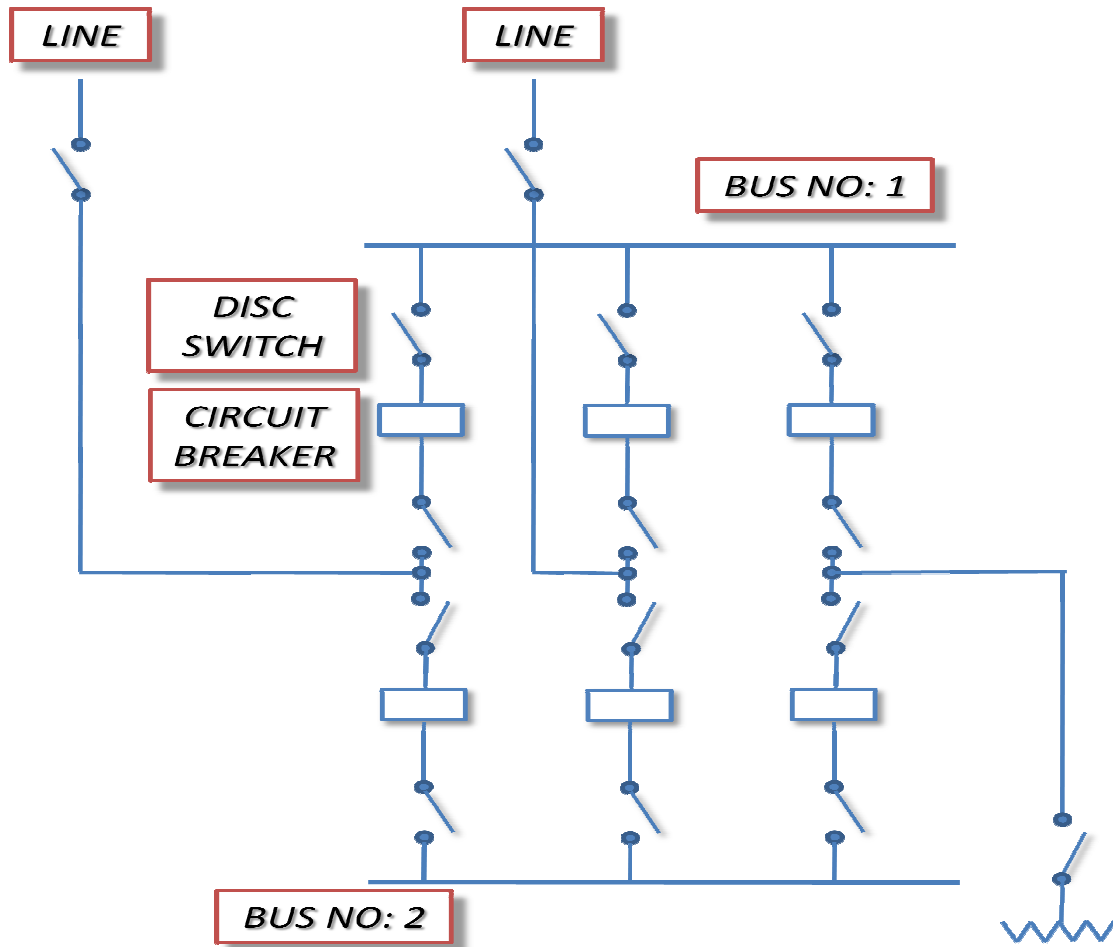 LINE
LINE
BUS NO: 1
DISC
SWITCH
CIRCUIT
BREAKER
BUS NO: 2